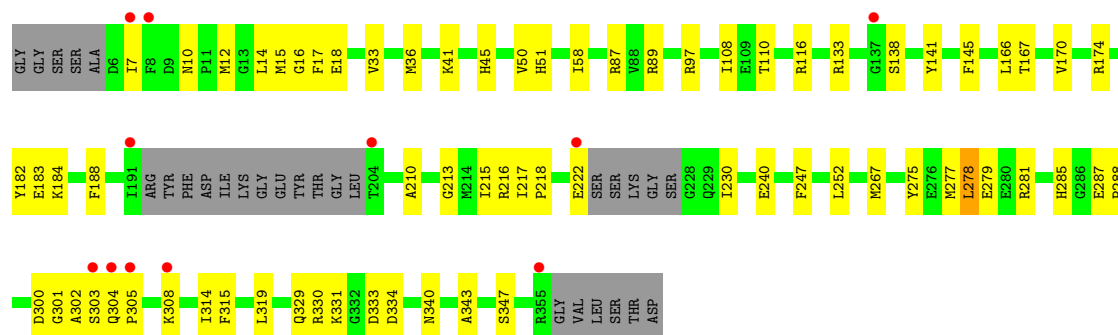 GLY GLY SER SER ALA D6 I7 F8 D9 N10 P11 M12 G13 L14 M15 G16 F17 E18 V33 M36 K41 H45 V50 H51 I58 R87 V88 R89 R97 I108 E109 T110 R116 R133 G137 S138 Y141 F145 L166 T167 V170 R174
Y182 E183 K184 F188 I191 ARG TYR PHE ASP ILE LYS GLY GLU TYR THR GLY LEU T204 A210 G213 M214 I215 R216 I217 P218 E222 SER SER LYS GLY SER G228 Q229 I230 E240 F247 L252 M267 Y275 E276 M277 L278 E279 E280 R281 H285 G286 E287
D300 G301 A302 S303 Q304 P305 K308 I314 F315 L319 Q329 R330 K331 G332 D333 D334 N340 A343 S347 R355 GLY VAL LEU SER THR ASP